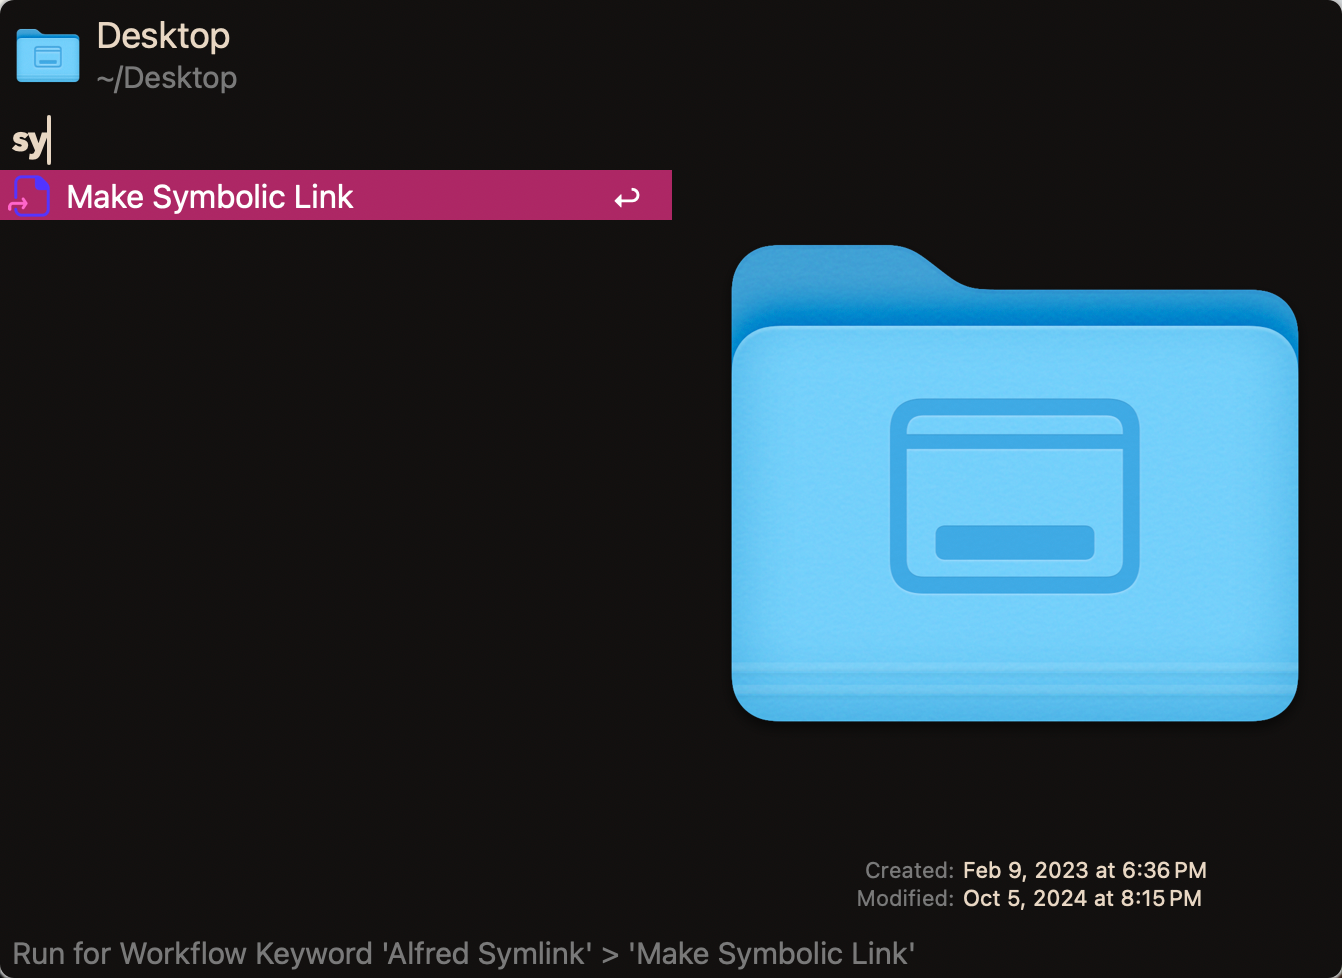 Desktop
~/Desktop
sy
Make Symbolic Link
Created: Feb 9, 2023 at 6:36 PM
Modified: Oct 5, 2024 at 8:15 PM
Run for Workflow Keyword 'Alfred Symlink' > 'Make Symbolic Link'